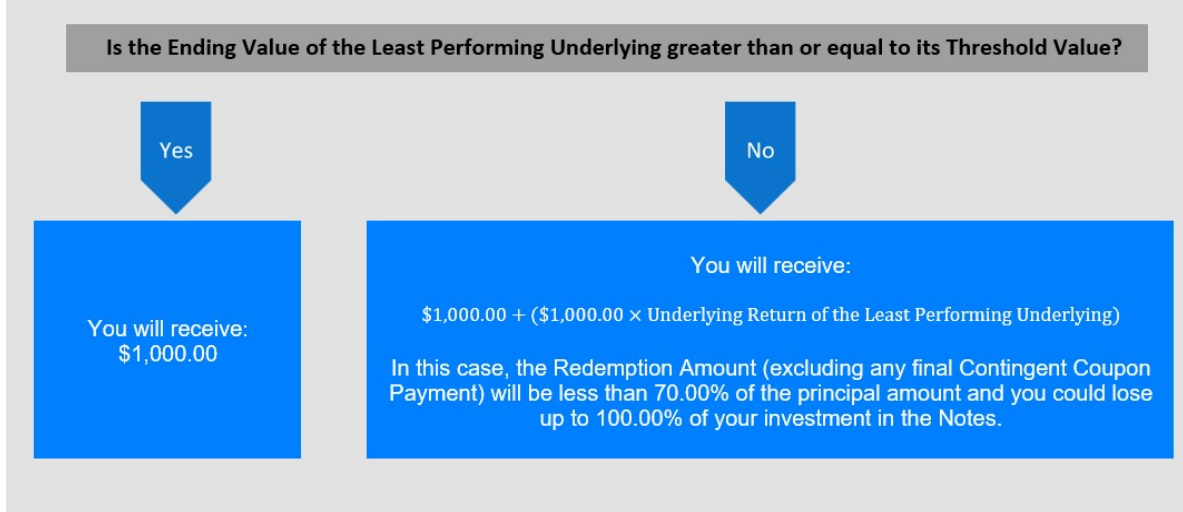 Is the Ending Value of the Least Performing Underlying greater than or equal to its Threshold Value?
Yes
No
You will receive:
$1,000.00
You will receive:
$1,000.00 + ($1,000.00 × Underlying Return of the Least Performing Underlying)
In this case, the Redemption Amount (excluding any final Contingent Coupon
Payment) will be less than 70.00% of the principal amount and you could lose
up to 100.00% of your investment in the Notes.